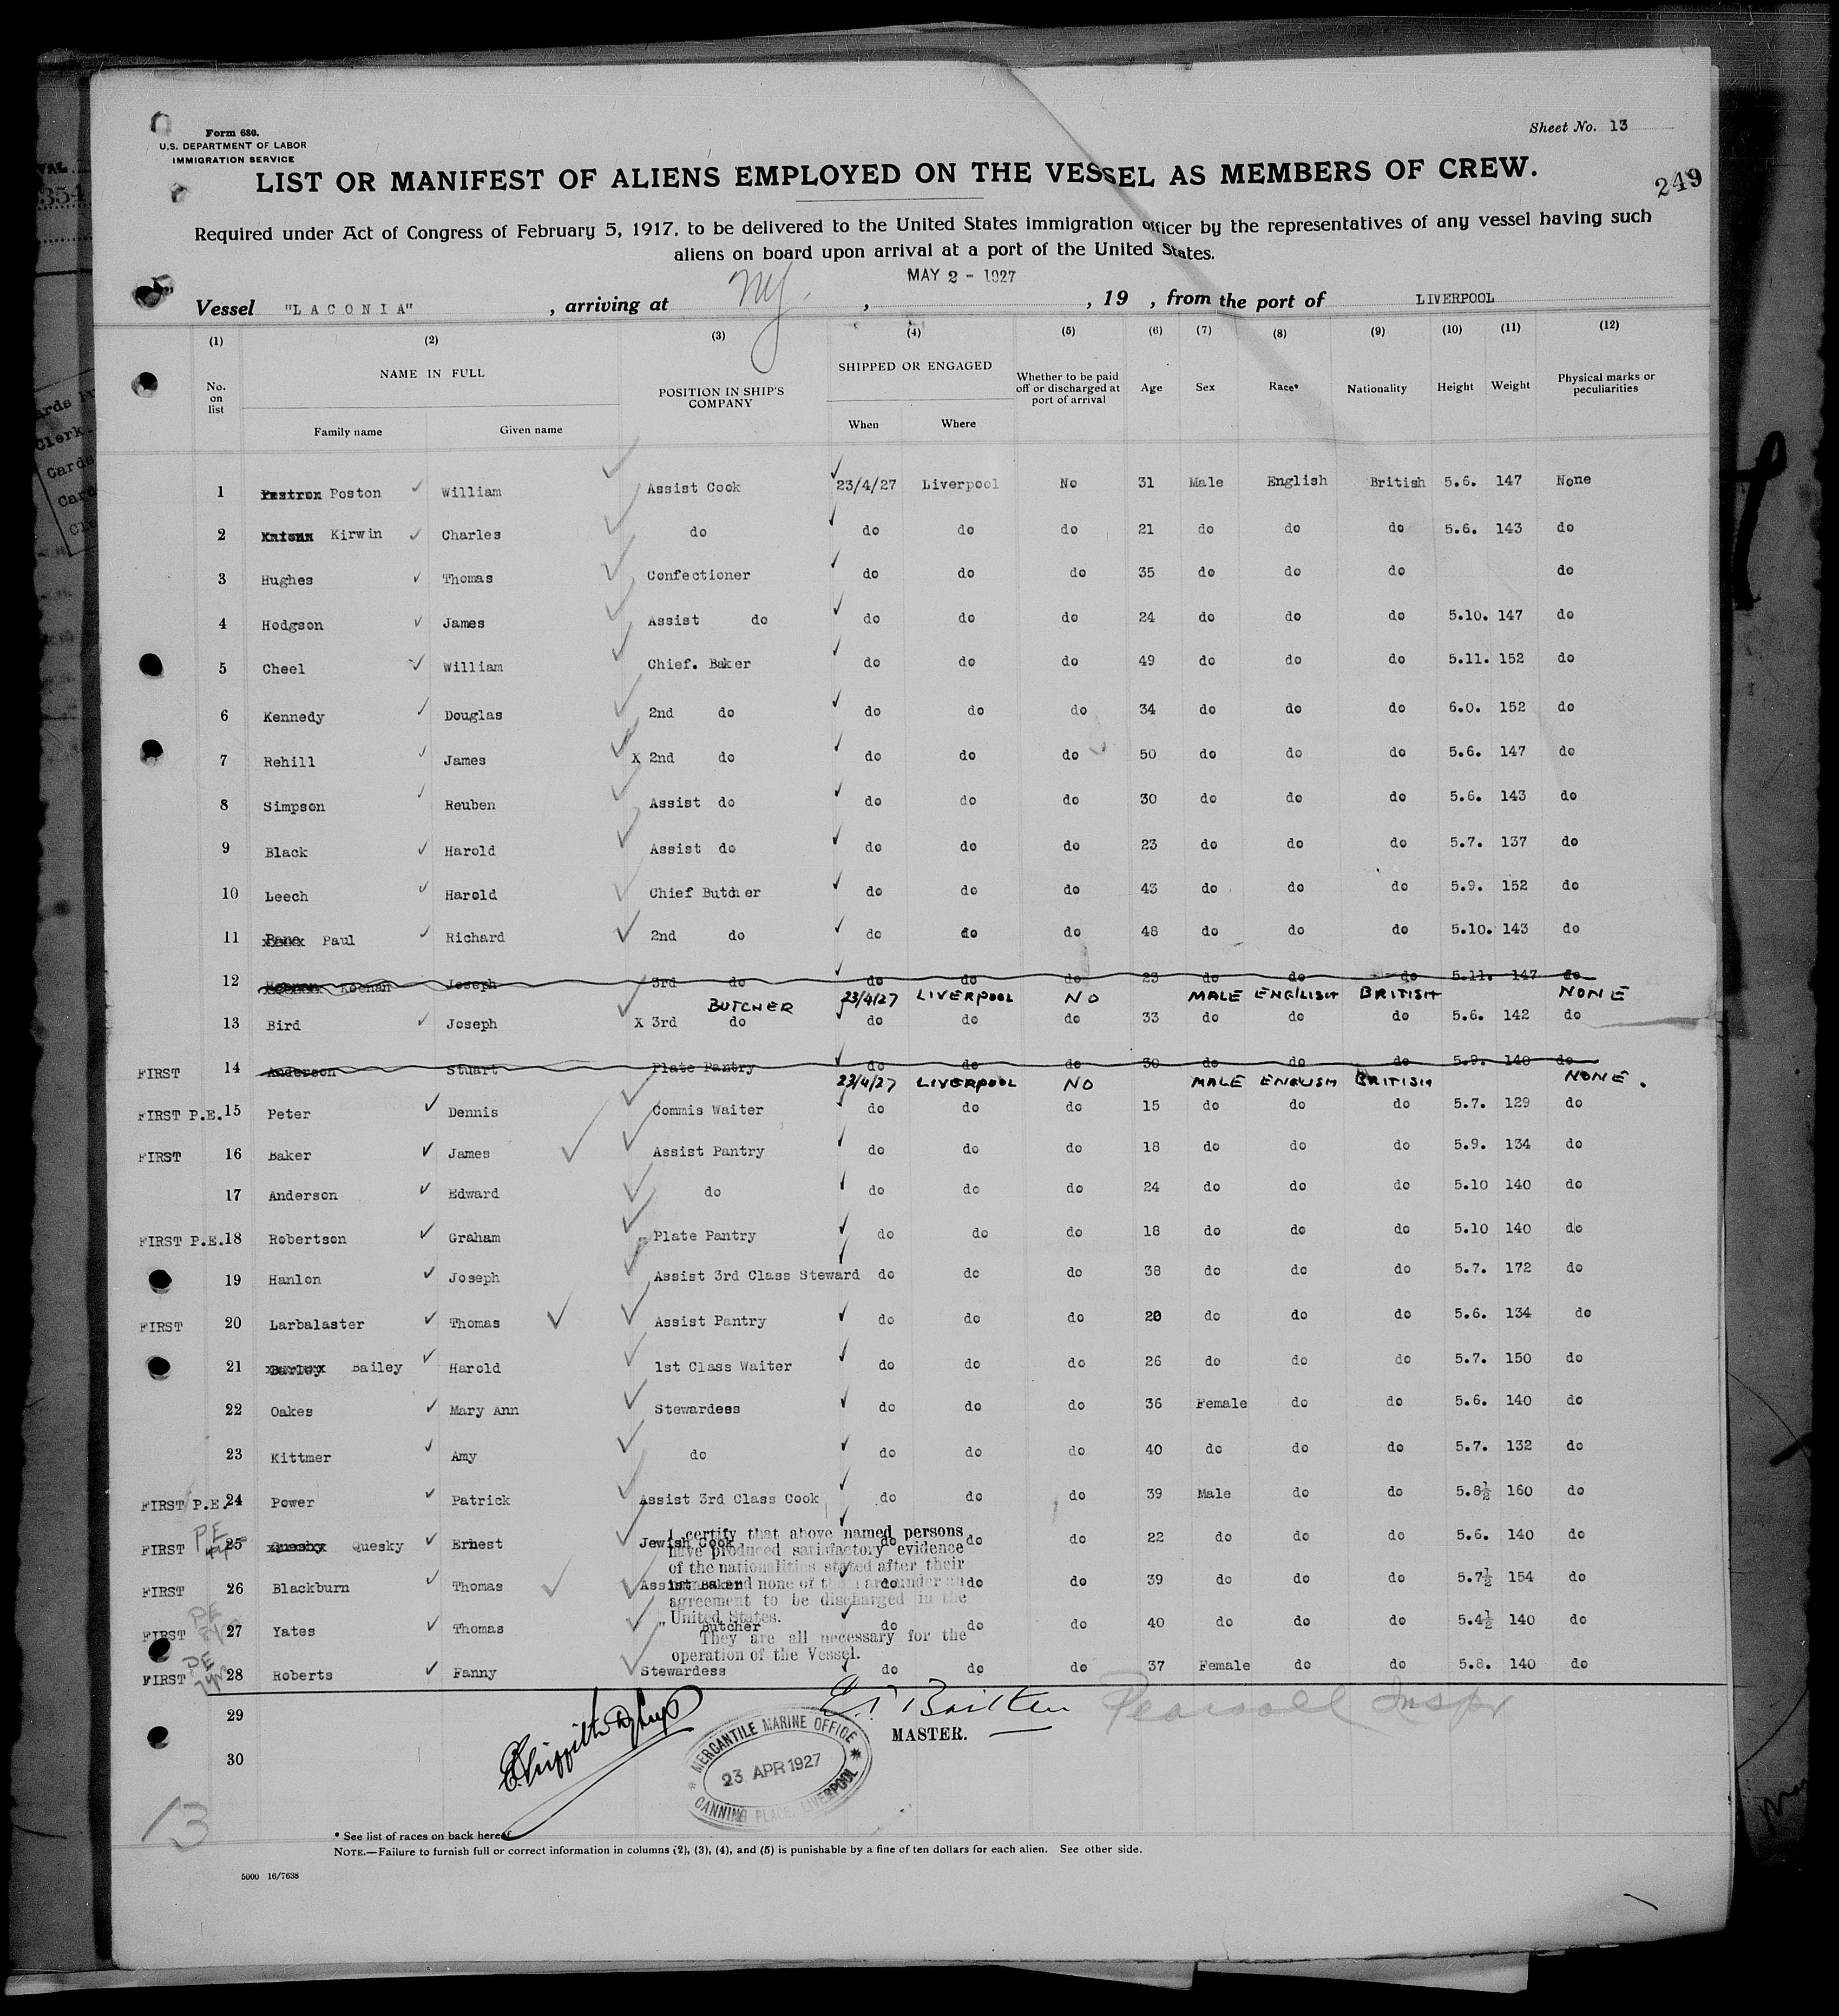 Form 680.
U.S. DEPARTMENT OF LABOR
IMMIGRATION SERVICE
Sheet No. 13
LIST OR MANIFEST OF ALIENS EMPLOYED ON THE VESSEL AS MEMBERS OF CREW.
249
Required under Act of Congress of February 5, 1917, to be delivered to the United States immigration officer by the representatives of any vessel having such
aliens on board upon arrival at a port of the United States.
MAY 2 - 1927
Vessel "LACONIA", arriving at NY, , 19 , from the port of LIVERPOOL
(1) (2) (3) (4) (5) (6) (7) (8) (9) (10) (11) (12)
No. on list NAME IN FULL Family name Given name POSITION IN SHIP'S COMPANY SHIPPED OR ENGAGED When Where Whether to be paid off or discharged at port of arrival Age Sex Race* Nationality Height Weight Physical marks or peculiarities
1 Poston William Assist Cook 23/4/27 Liverpool No 31 Male English British 5.6. 147 None
2 Kirwin Charles do do do do 21 do do do 5.6. 143 do
3 Hughes Thomas Confectioner do do do 35 do do do do
4 Hodgson James Assist do do do do 24 do do do 5.10. 147 do
5 Cheel William Chief. Baker do do do 49 do do do 5.11. 152 do
6 Kennedy Douglas 2nd do do do do 34 do do do 6.0. 152 do
7 Rehill James X 2nd do do do do 50 do do do 5.6. 147 do
8 Simpson Reuben Assist do do do do 30 do do do 5.6. 143 do
9 Black Harold Assist do do do do 23 do do do 5.7. 137 do
10 Leech Harold Chief Butcher do do do 43 do do do 5.9. 152 do
11 Paul Richard 2nd do do do do 48 do do do 5.10. 143 do
12 Keenan Joseph 3rd do do do do 23 do do do 5.11. 147 do
BUTCHER 23/4/27 LIVERPOOL NO MALE ENGLISH BRITISH NONE
13 Bird Joseph X 3rd do do do do 33 do do do 5.6. 142 do
FIRST 14 Anderson Stuart Plate Pantry do do do 30 do do do 5.9. 140 do
23/4/27 LIVERPOOL NO MALE ENGLISH BRITISH NONE.
FIRST P.E. 15 Peter Dennis Commis Waiter do do do 15 do do do 5.7. 129 do
FIRST 16 Baker James Assist Pantry do do do 18 do do do 5.9. 134 do
17 Anderson Edward do do do do 24 do do do 5.10 140 do
FIRST P.E. 18 Robertson Graham Plate Pantry do do do 18 do do do 5.10 140 do
19 Hanlon Joseph Assist 3rd Class Steward do do do 38 do do do 5.7. 172 do
FIRST 20 Larbalaster Thomas Assist Pantry do do do 20 do do do 5.6. 134 do
21 Bailey Harold 1st Class Waiter do do do 26 do do do 5.7. 150 do
22 Oakes Mary Ann Stewardess do do do 36 Female do do 5.6. 140 do
23 Kittmer Amy do do do do 40 do do do 5.7. 132 do
FIRST P.E. 24 Power Patrick Assist 3rd Class Cook do do do 39 Male do do 5.8½ 160 do
FIRST PE 25 Quesky Ernest Jewish Cook do do do 22 do do do 5.6. 140 do
FIRST 26 Blackburn Thomas Assist Baker do do do 39 do do do 5.7½ 154 do
FIRST PE 27 Yates Thomas " Butcher do do do 40 do do do 5.4½ 140 do
FIRST PE 28 Roberts Fanny Stewardess do do do 37 Female do do 5.8. 140 do
I certify that above named persons
have produced satisfactory evidence
of the nationalities stated after their
names and none of them are under an
agreement to be discharged in the
United States.
They are all necessary for the
operation of the Vessel.
29
30
MASTER.
Pearsall Inspr
MERCANTILE MARINE OFFICE
23 APR 1927
CANNING PLACE, LIVERPOOL
13
* See list of races on back hereof.
NOTE.—Failure to furnish full or correct information in columns (2), (3), (4), and (5) is punishable by a fine of ten dollars for each alien. See other side.
5000 16/7638